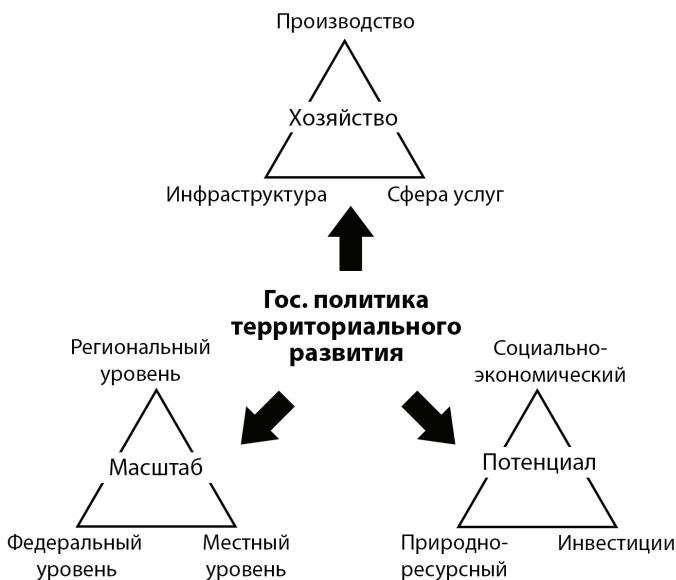 Производство
Хозяйство
Инфраструктура
Сфера услуг
Гос. политика
территориального
развития
Региональный
уровень
Масштаб
Федеральный
уровень
Местный
уровень
Социально-
экономический
Потенциал
Природно-
ресурсный
Инвестиции